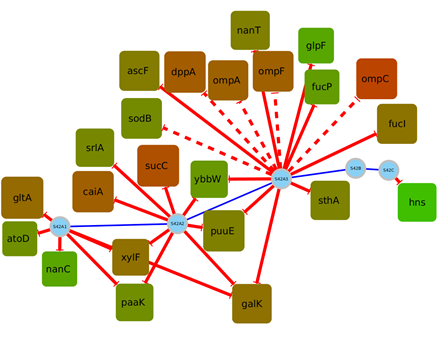 nanT
glpF
ascF
dppA
ompA
ompF
fucP
ompC
sodB
fucI
srlA
sucC
ybbW
S42B
S42C
S42A3
gltA
caiA
sthA
hns
atoD
S42A1
S42A2
puuE
nanC
xylF
paaK
galK